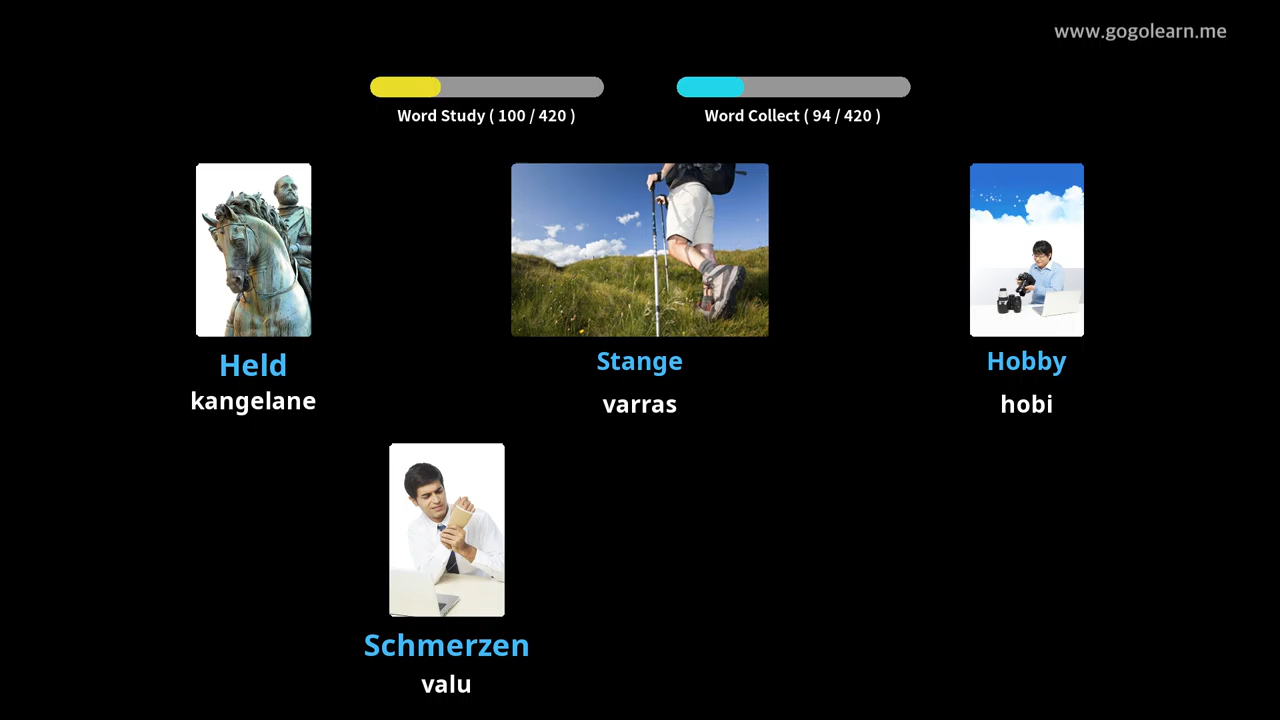 www.gogolearn.me
Word Study ( 100 / 420 )
Word Collect ( 94 / 420 )
Held
kangelane
Stange
varras
Hobby
hobi
Schmerzen
valu